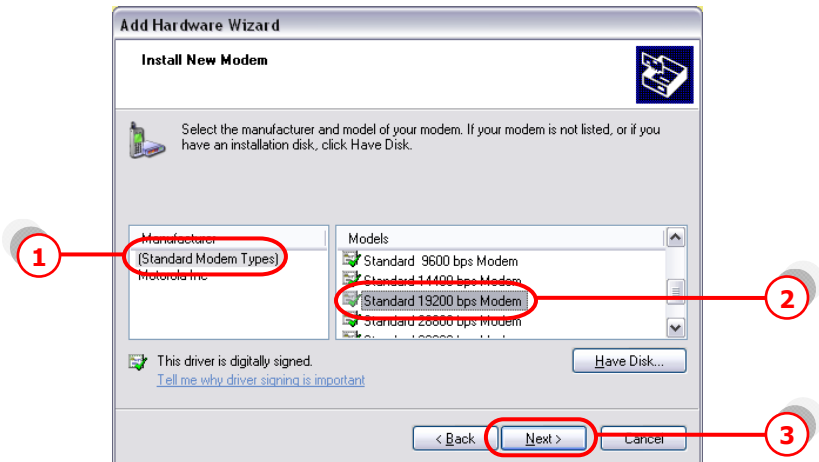 Add Hardware Wizard
Install New Modem
Select the manufacturer and model of your modem. If your modem is not listed, or if you
have an installation disk, click Have Disk.
Manufacturer
(Standard Modem Types)
Motorola Inc
Models
Standard 9600 bps Modem
Standard 14400 bps Modem
Standard 19200 bps Modem
Standard 28800 bps Modem
1
2
This driver is digitally signed.
Tell me why driver signing is important
Have Disk...
< Back
Next >
Cancel
3